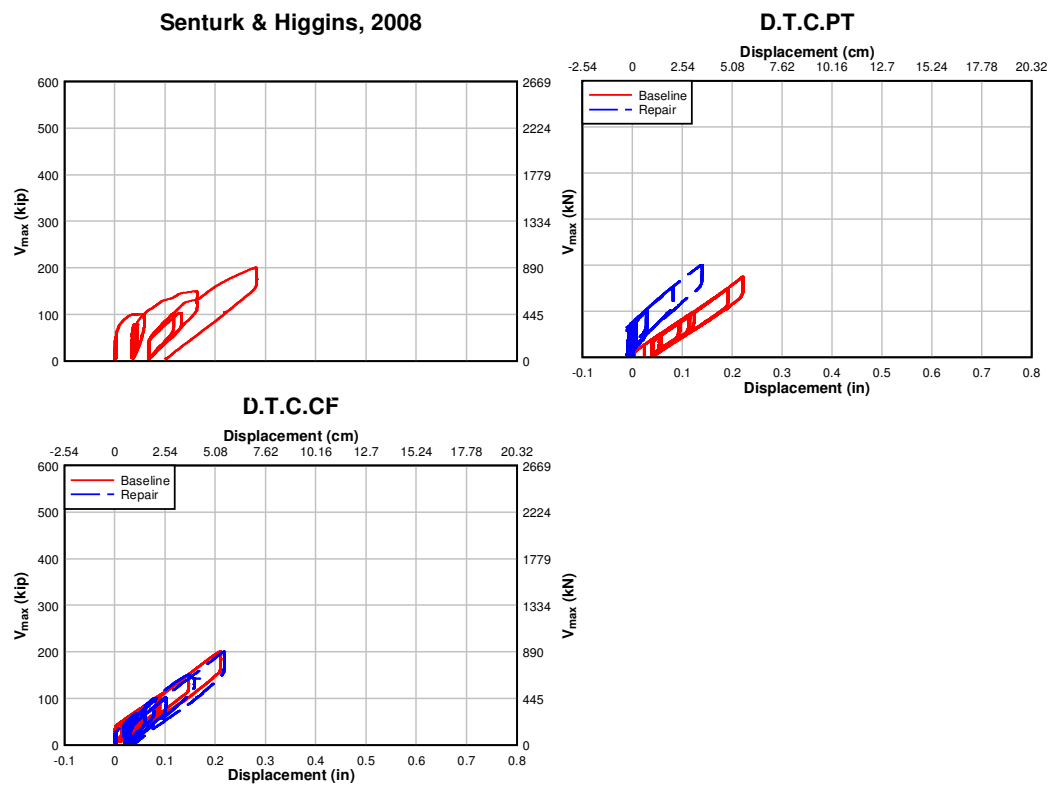 Senturk & Higgins, 2008
600
500
400
300
200
100
0
V_max (kip)
2669
2224
1779
1334
890
445
0
V_max (kN)
D.T.C.PT
Displacement (cm)
-2.54 0 2.54 5.08 7.62 10.16 12.7 15.24 17.78 20.32
Baseline
Repair
-0.1 0 0.1 0.2 0.3 0.4 0.5 0.6 0.7 0.8
Displacement (in)
D.T.C.CF
Displacement (cm)
-2.54 0 2.54 5.08 7.62 10.16 12.7 15.24 17.78 20.32
Baseline
Repair
600
500
400
300
200
100
0
V_max (kip)
2669
2224
1779
1334
890
445
0
V_max (kN)
-0.1 0 0.1 0.2 0.3 0.4 0.5 0.6 0.7 0.8
Displacement (in)